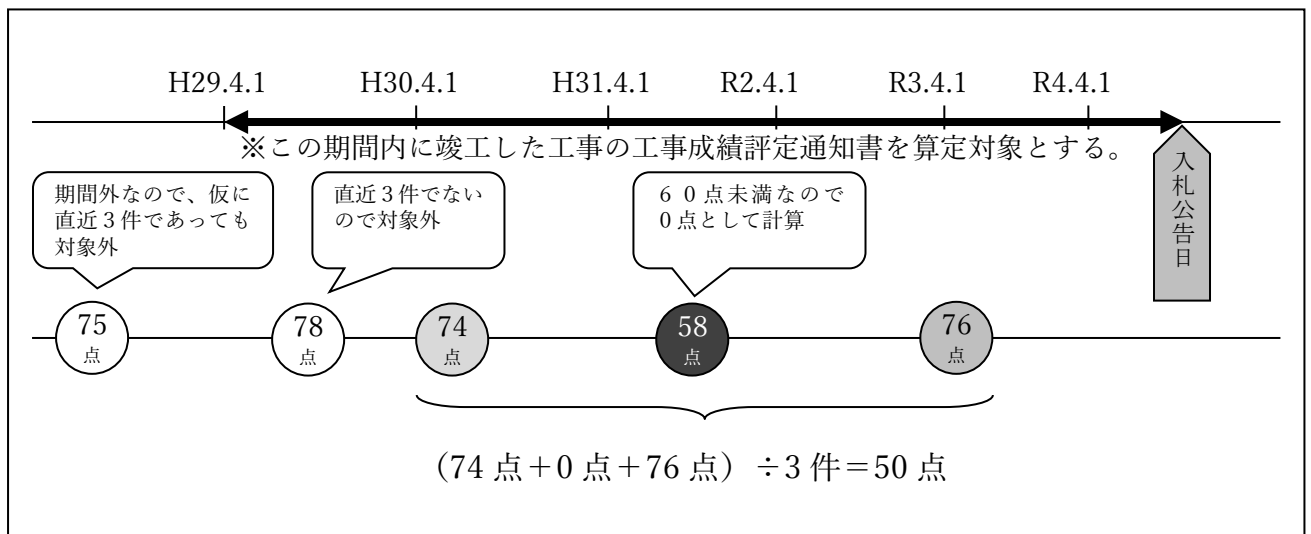 H29.4.1 H30.4.1 H31.4.1 R2.4.1 R3.4.1 R4.4.1
※この期間内に竣工した工事の工事成績評定通知書を算定対象とする。
入札公告日
期間外なので、仮に
直近３件であっても
対象外
直近３件でない
ので対象外
６０点未満なので
０点として計算
75
点
78
点
74
点
58
点
76
点
（74 点＋0 点＋76 点）÷3 件＝50 点